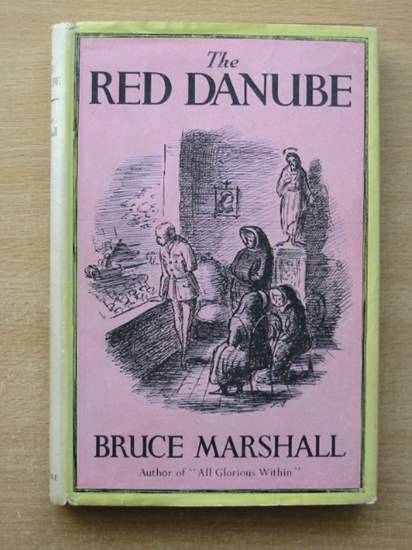 The
RED DANUBE
BRUCE MARSHALL
Author of "All Glorious Within"